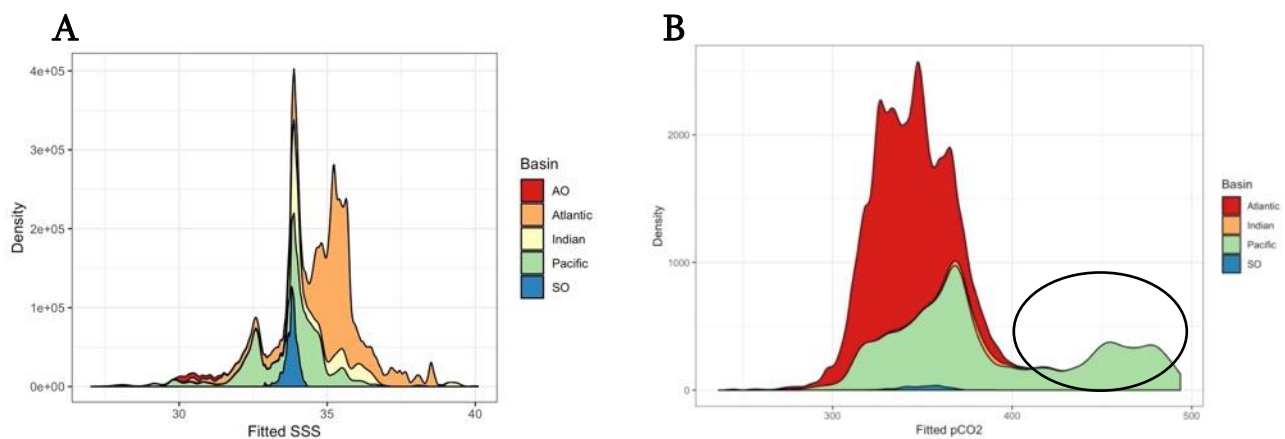 A
4e+05
3e+05
2e+05
1e+05
0e+00
Density
30
35
40
Fitted SSS
Basin
AO
Atlantic
Indian
Pacific
SO
B
2000
1000
0
Density
300
400
500
Fitted pCO2
Basin
Atlantic
Indian
Pacific
SO